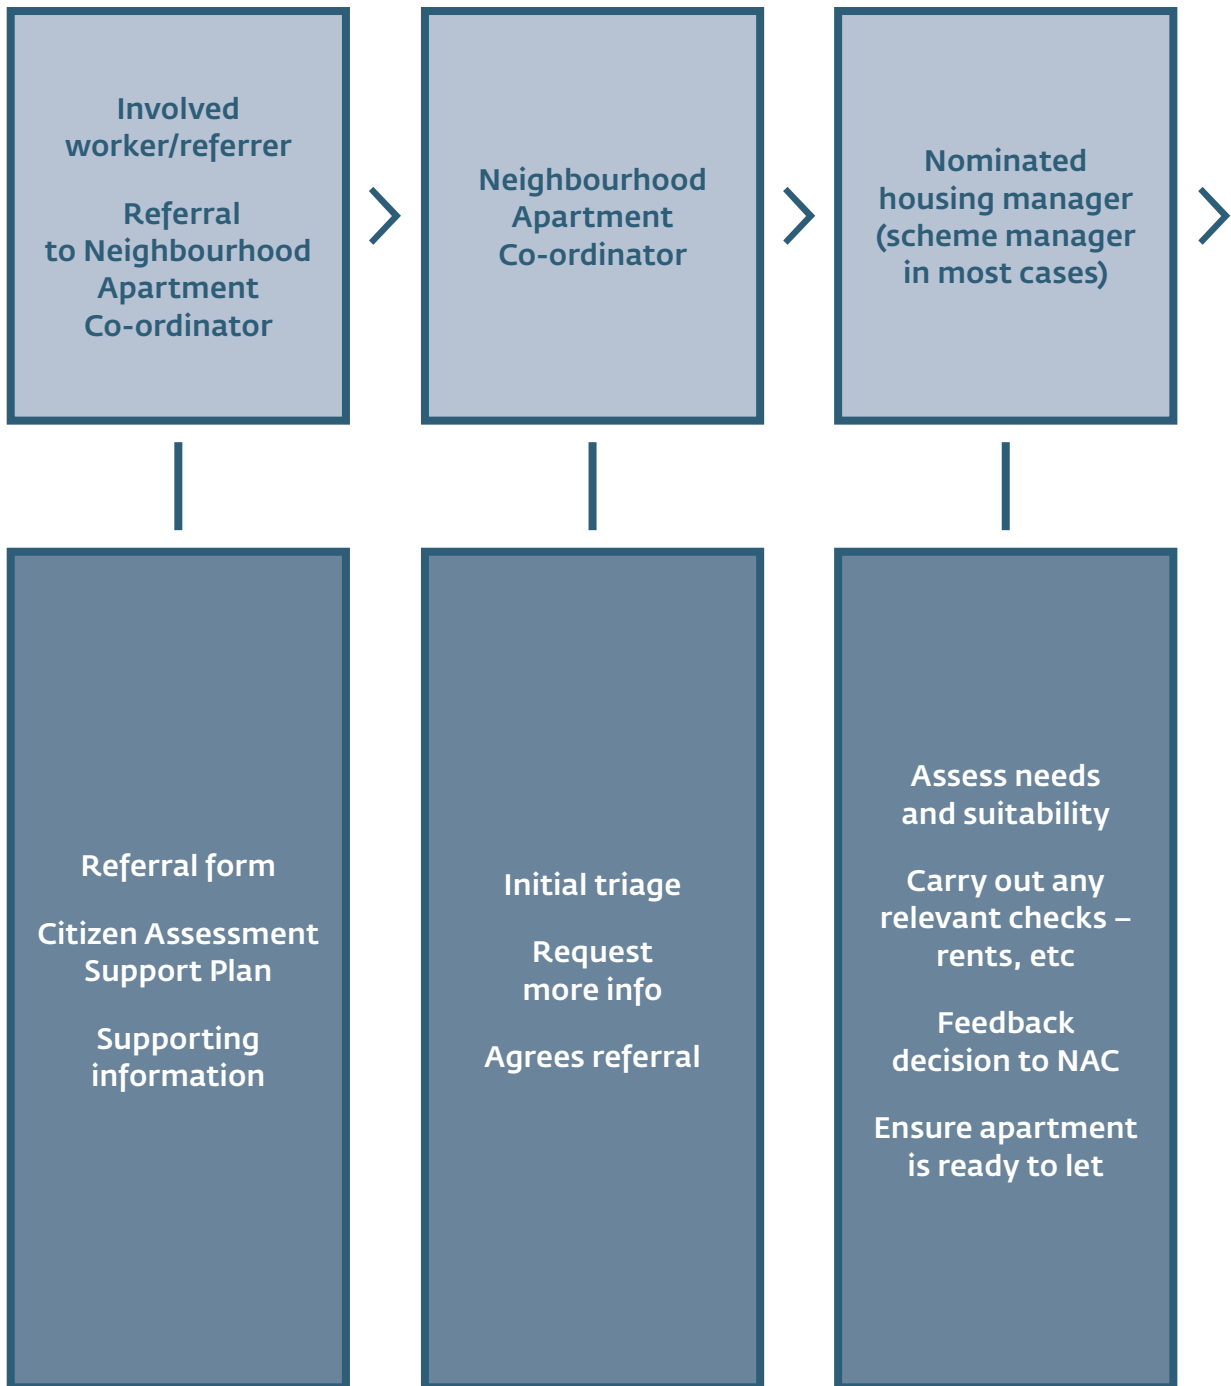 Involved
worker/referrer
Referral
to Neighbourhood
Apartment
Co-ordinator
Neighbourhood
Apartment
Co-ordinator
Nominated
housing manager
(scheme manager
in most cases)
Referral form
Citizen Assessment
Support Plan
Supporting
information
Initial triage
Request
more info
Agrees referral
Assess needs
and suitability
Carry out any
relevant checks –
rents, etc
Feedback
decision to NAC
Ensure apartment
is ready to let